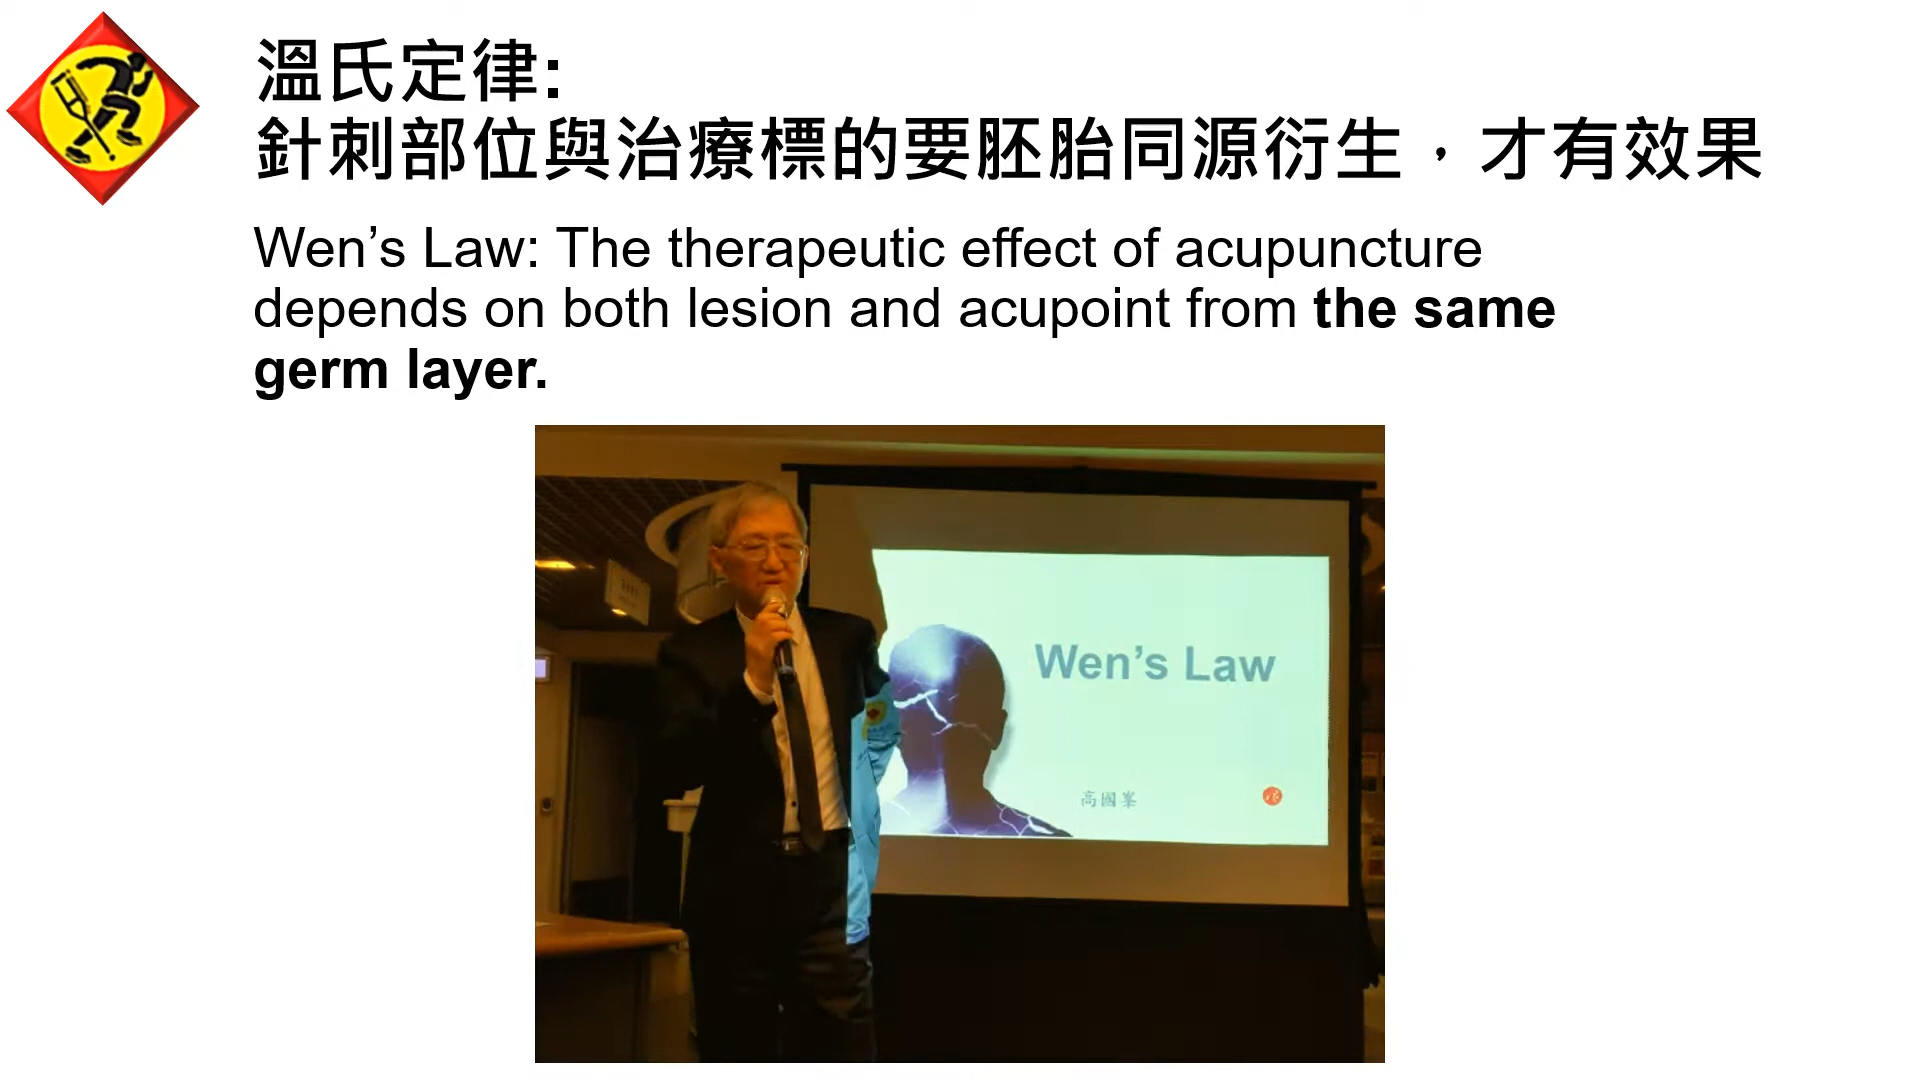 溫氏定律:
針刺部位與治療標的要胚胎同源衍生，才有效果
Wen’s Law: The therapeutic effect of acupuncture
depends on both lesion and acupoint from the same
germ layer.
Wen’s Law
高國峯